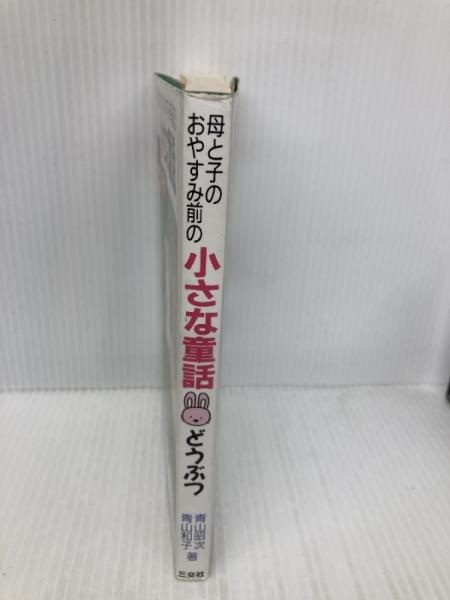 母と子の
おやすみ前の
小さな童話
どうぶつ
青山昭次
青山和子
著
三交社